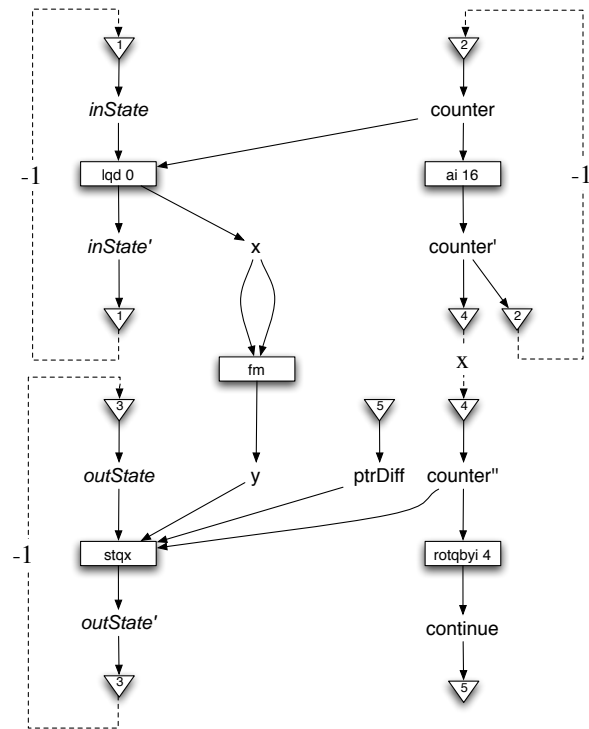 1
2
inState
counter
-1
lqd 0
ai 16
-1
inState'
x
counter'
1
4
2
x
fm
3
5
4
outState
y
ptrDiff
counter''
-1
stqx
rotqbyi 4
outState'
continue
3
5